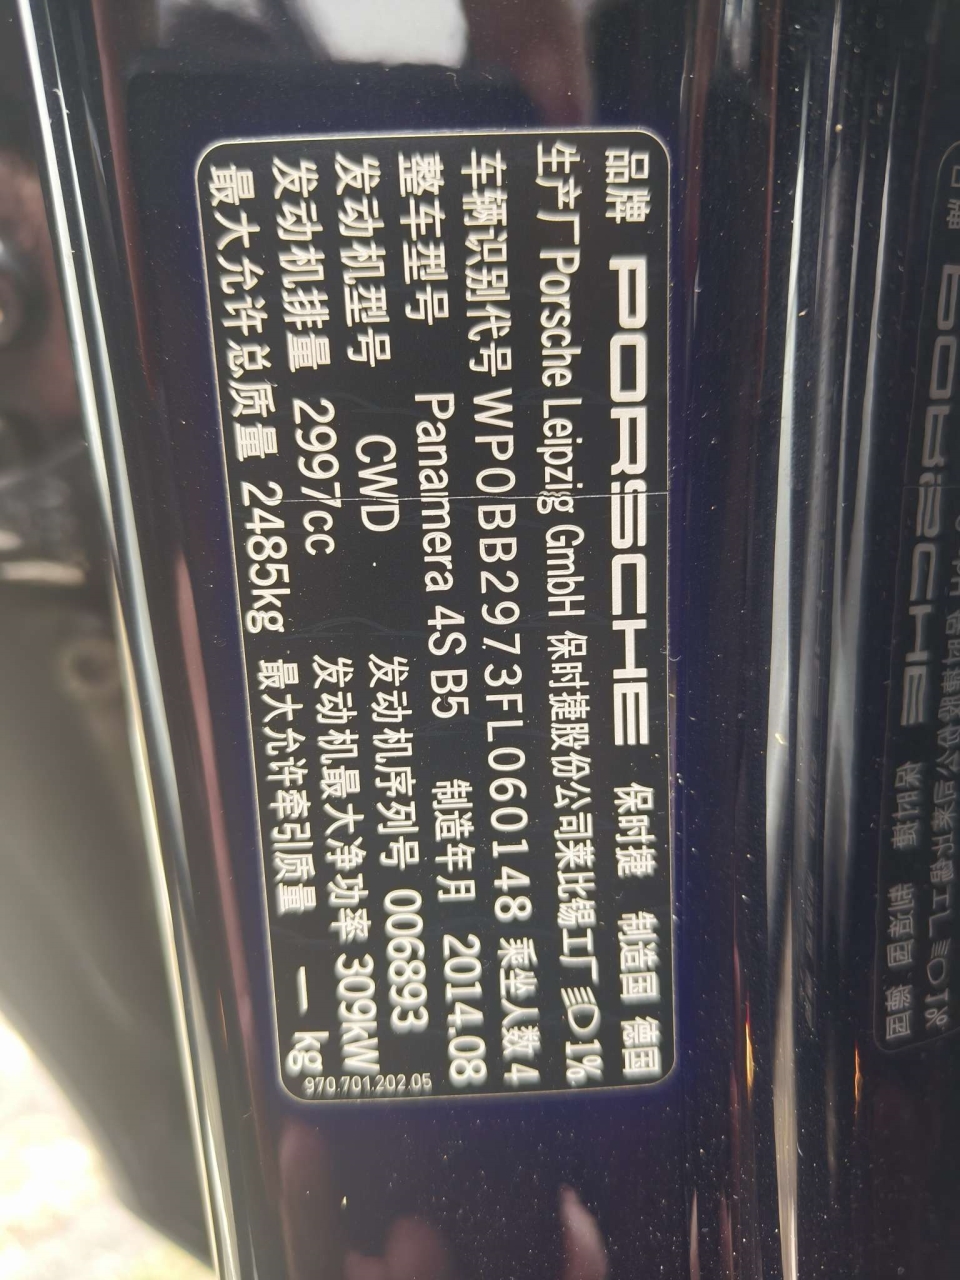 品牌 PORSCHE 保时捷 制造国 德国
生产厂 Porsche Leipzig GmbH 保时捷股份公司莱比锡工厂 1%
车辆识别代号 WP0BB2973FL060148 乘坐人数 4
整车型号 Panamera 4S B5 制造年月 2014.08
发动机型号 CWD 发动机序列号 006893
发动机排量 2997cc 发动机最大净功率 309kW
最大允许总质量 2485kg 最大允许牵引质量 — kg
970.701.202.05